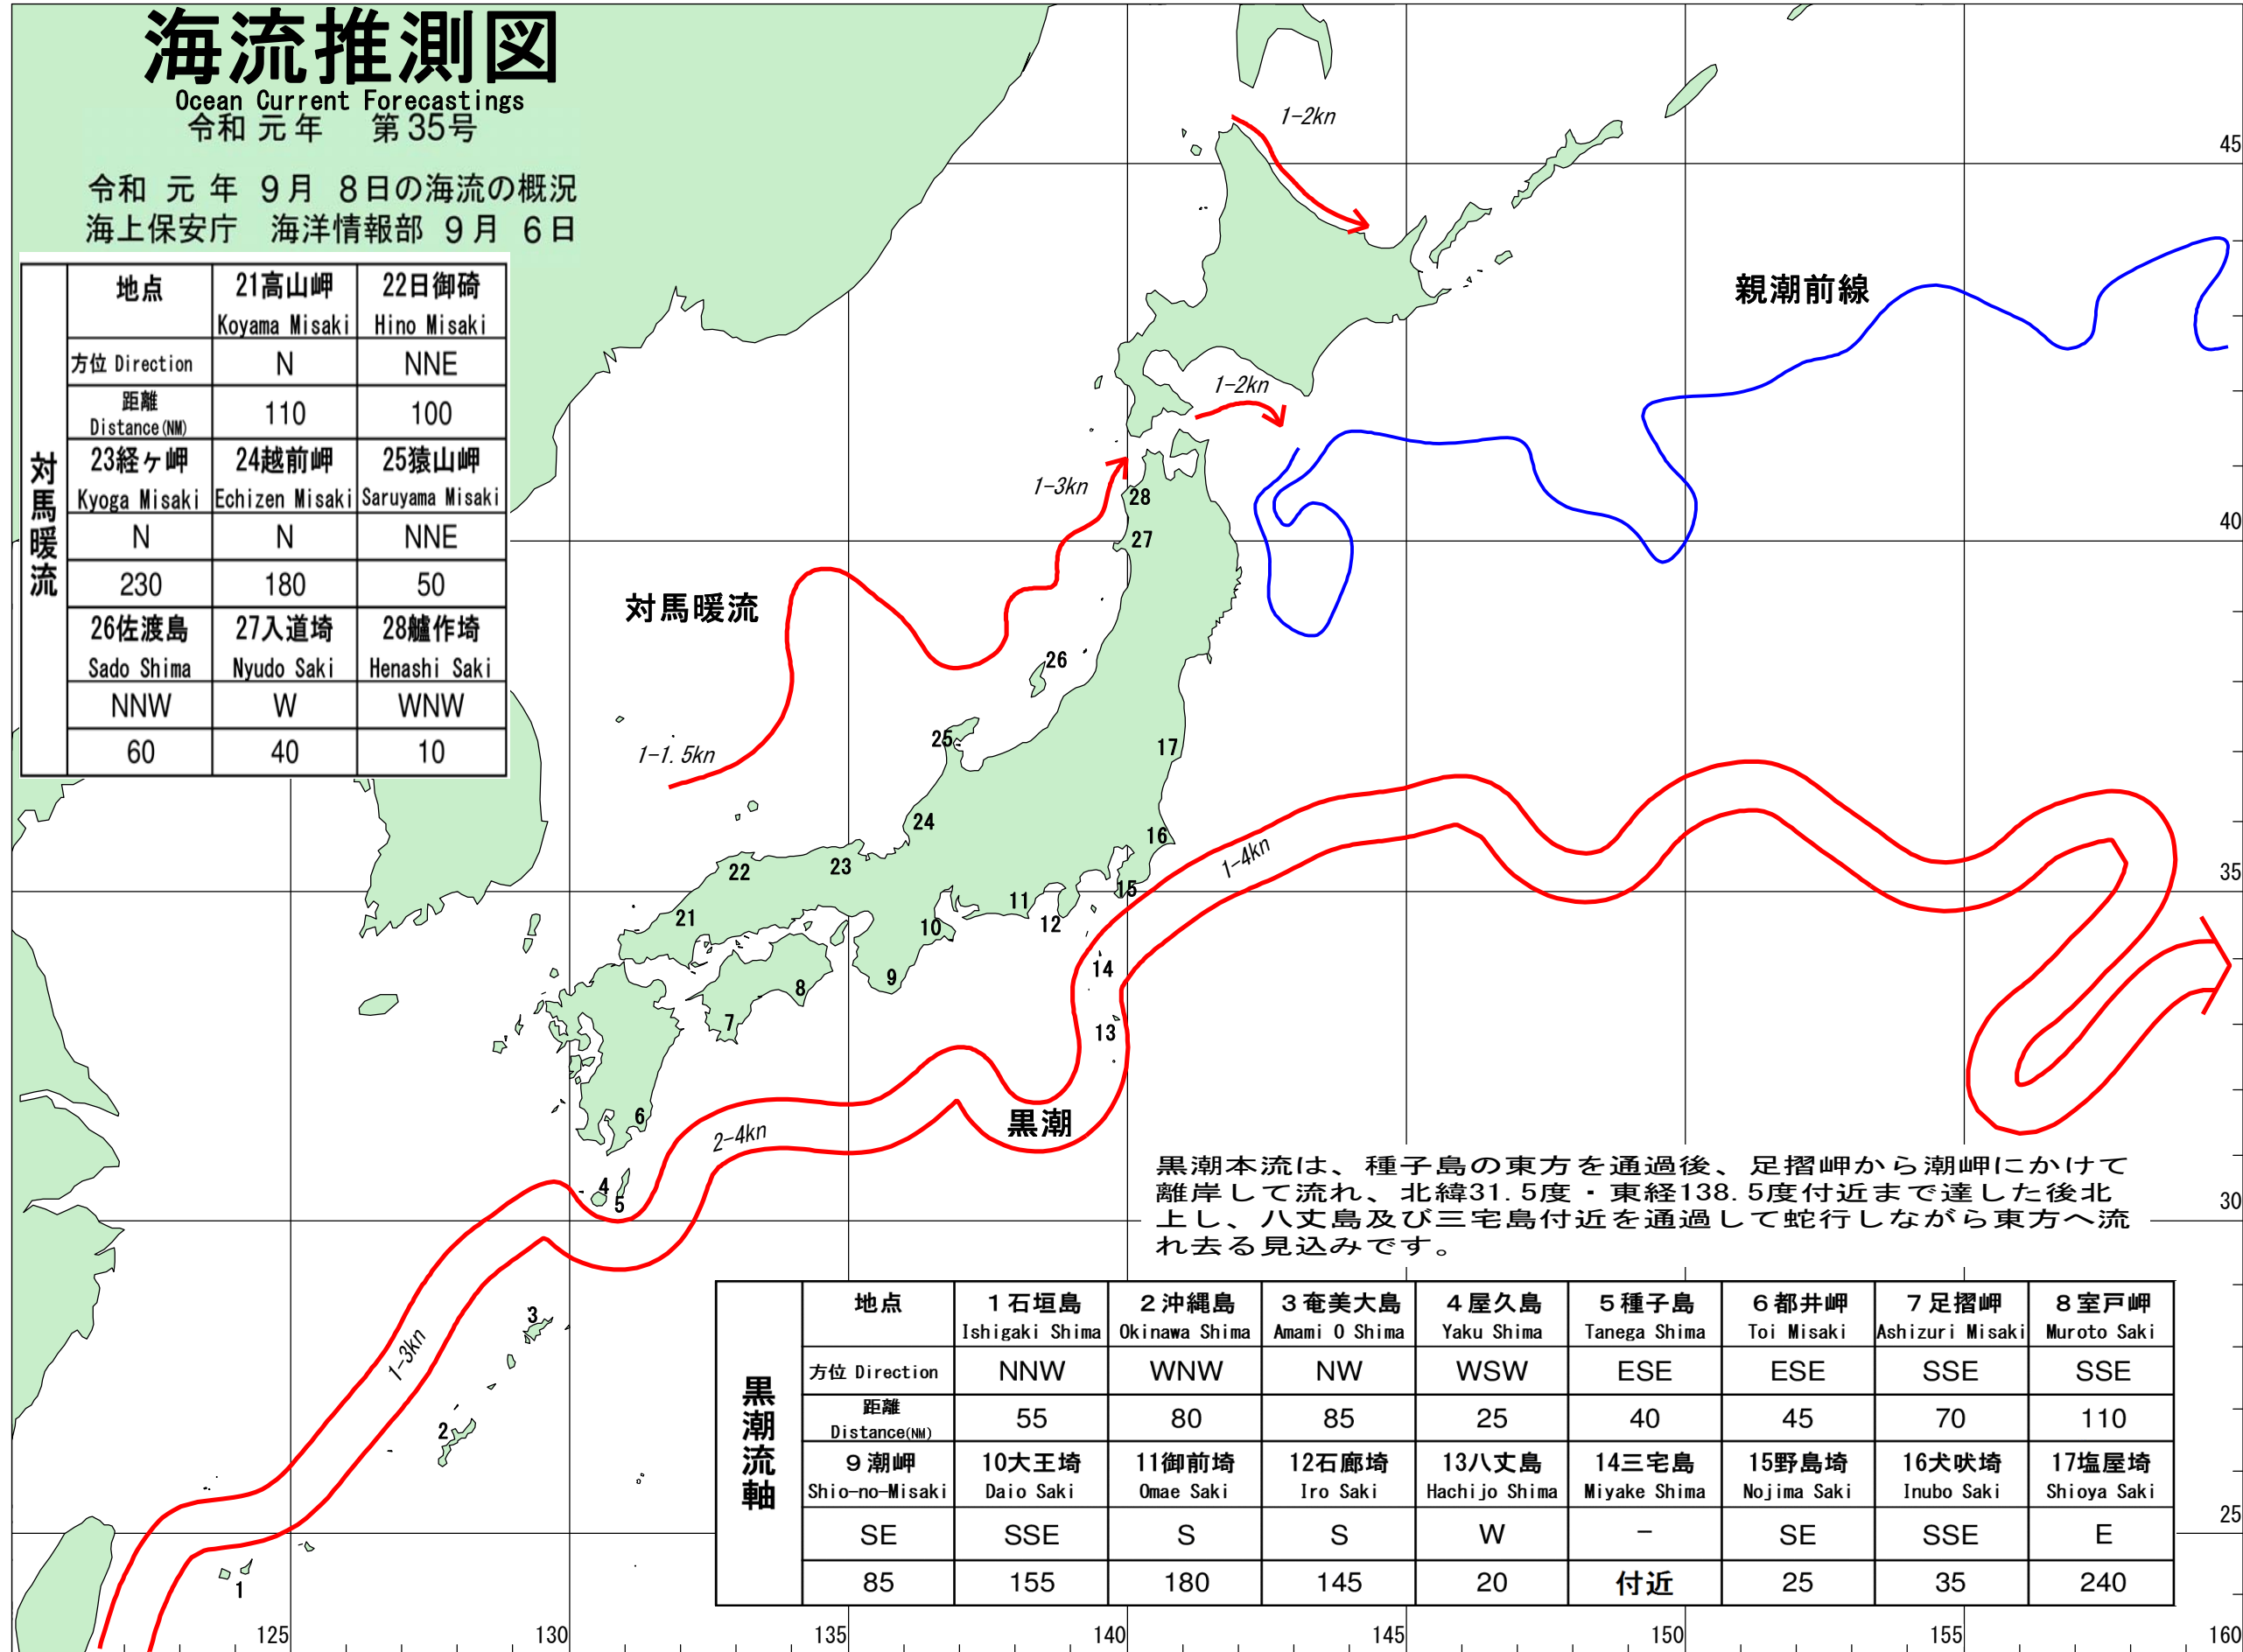 海流推測図
Ocean Current Forecastings
令和 元 年 第 35号
令和 元 年 9月 8日の海流の概況
海上保安庁 海洋情報部 9月 6日
対馬暖流
地点 21高山岬 22日御碕
Koyama Misaki Hino Misaki
方位 Direction N NNE
距離
Distance(NM) 110 100
23経ヶ岬 24越前岬 25猿山岬
Kyoga Misaki Echizen Misaki Saruyama Misaki
N N NNE
230 180 50
26佐渡島 27入道埼 28艫作埼
Sado Shima Nyudo Saki Henashi Saki
NNW W WNW
60 40 10
1-2kn
45
親潮前線
1-2kn
1-3kn
28
40
27
対馬暖流
26
25
17
1-1.5kn
24
16
1-4kn
22
23
35
15
11
21
10
12
14
9
8
7
13
6
黒潮
2-4kn
4
5
30
3
1-3kn
2
25
1
黒潮本流は、種子島の東方を通過後、足摺岬から潮岬にかけて
離岸して流れ、北緯31.5度・東経138.5度付近まで達した後北
上し、八丈島及び三宅島付近を通過して蛇行しながら東方へ流
れ去る見込みです。
黒潮流軸
地点 1石垣島 2沖縄島 3奄美大島 4屋久島 5種子島 6都井岬 7足摺岬 8室戸岬
Ishigaki Shima Okinawa Shima Amami O Shima Yaku Shima Tanega Shima Toi Misaki Ashizuri Misaki Muroto Saki
方位 Direction NNW WNW NW WSW ESE ESE SSE SSE
距離
Distance(NM) 55 80 85 25 40 45 70 110
9潮岬 10大王埼 11御前埼 12石廊埼 13八丈島 14三宅島 15野島埼 16犬吠埼 17塩屋埼
Shio-no-Misaki Daio Saki Omae Saki Iro Saki Hachijo Shima Miyake Shima Nojima Saki Inubo Saki Shioya Saki
SE SSE S S W － SE SSE E
85 155 180 145 20 付近 25 35 240
125 130 135 140 145 150 155 160